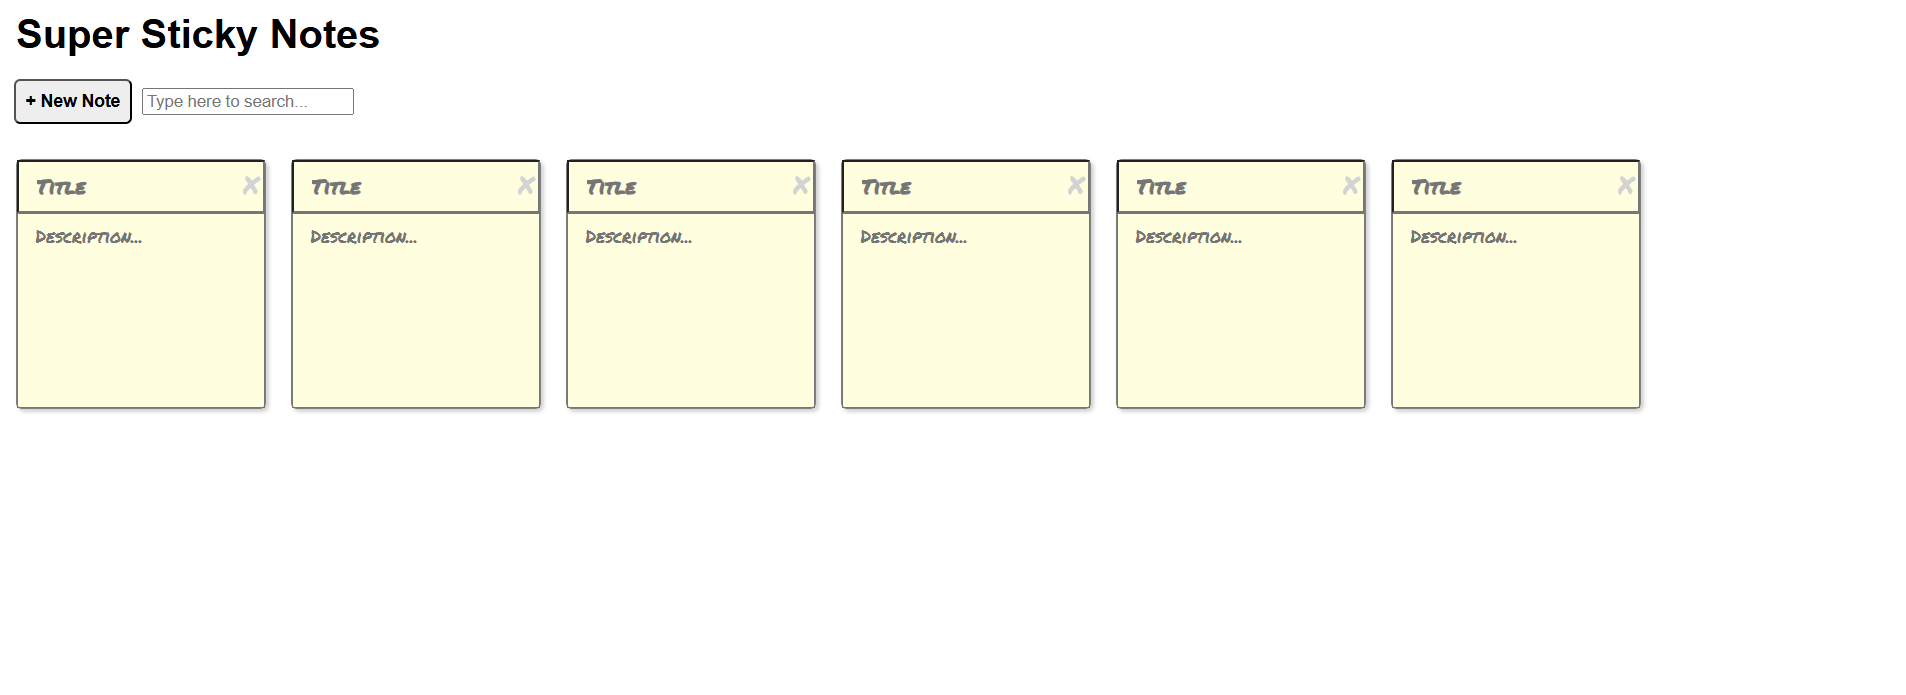 Super Sticky Notes
+ New Note Type here to search...
Title ✘ Title ✘ Title ✘ Title ✘ Title ✘ Title ✘
Description... Description... Description... Description... Description... Description...